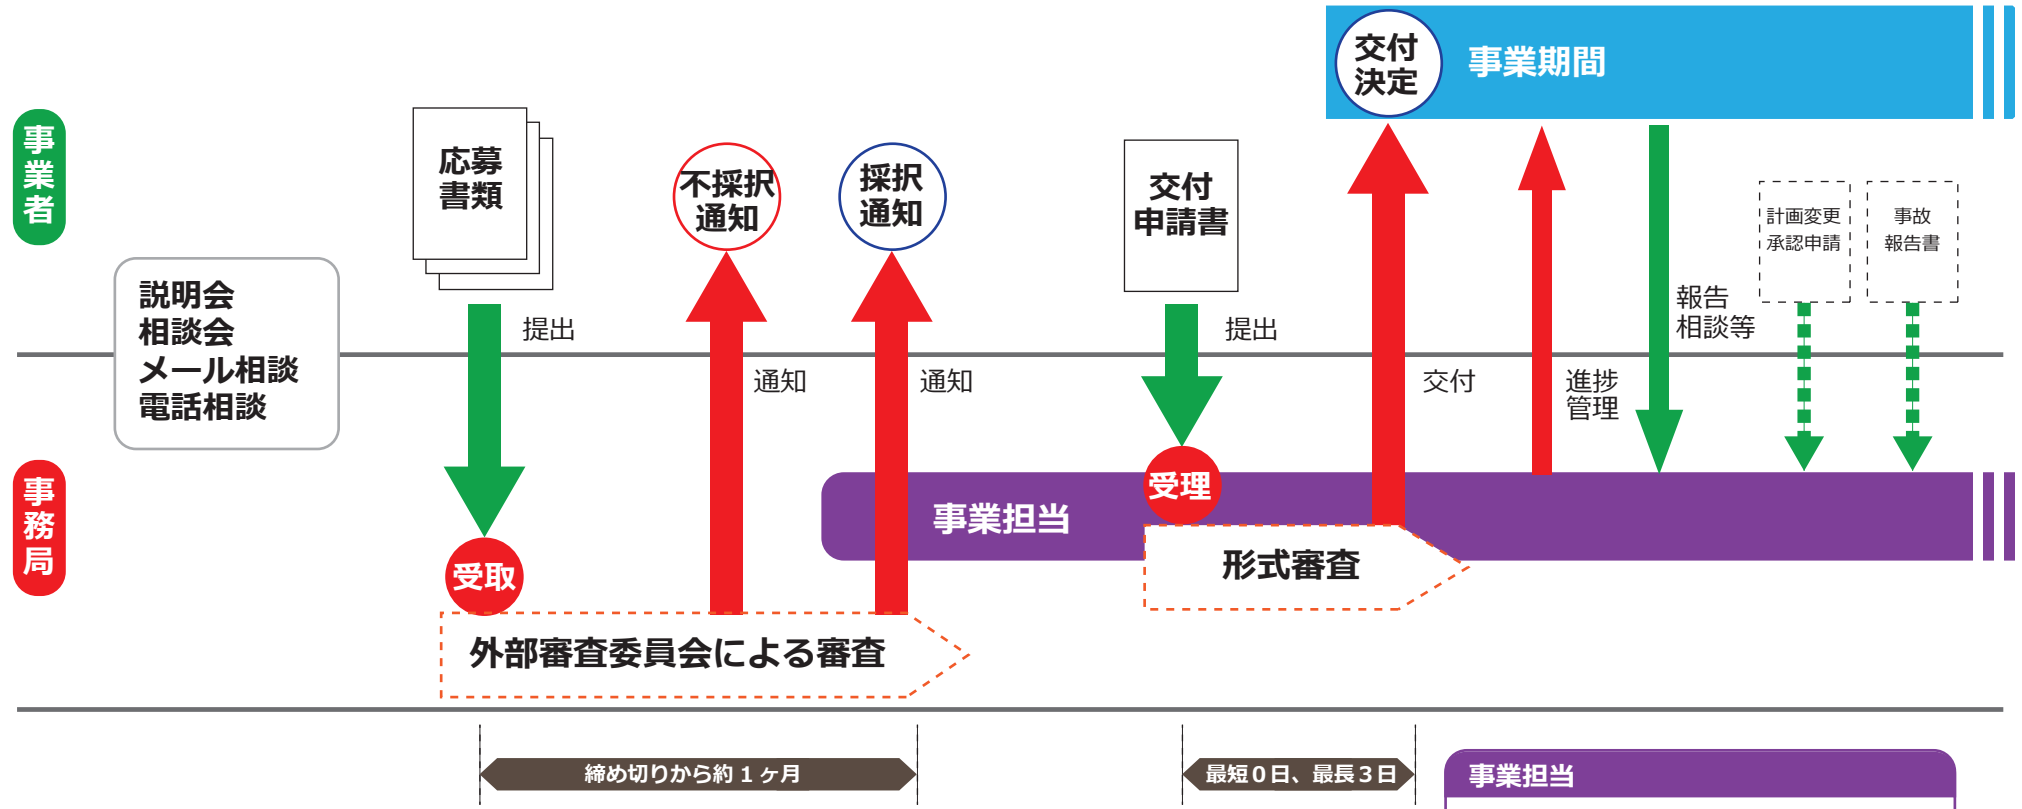 交付
決定
事業期間
事業者
応募
書類
不採択
通知
採択
通知
交付
申請書
計画変更
承認申請
事故
報告書
説明会
相談会
メール相談
電話相談
提出
通知
通知
提出
交付
進捗
管理
報告
相談等
事務局
受取
事業担当
受理
形式審査
外部審査委員会による審査
締め切りから約1ヶ月
最短0日、最長3日
事業担当